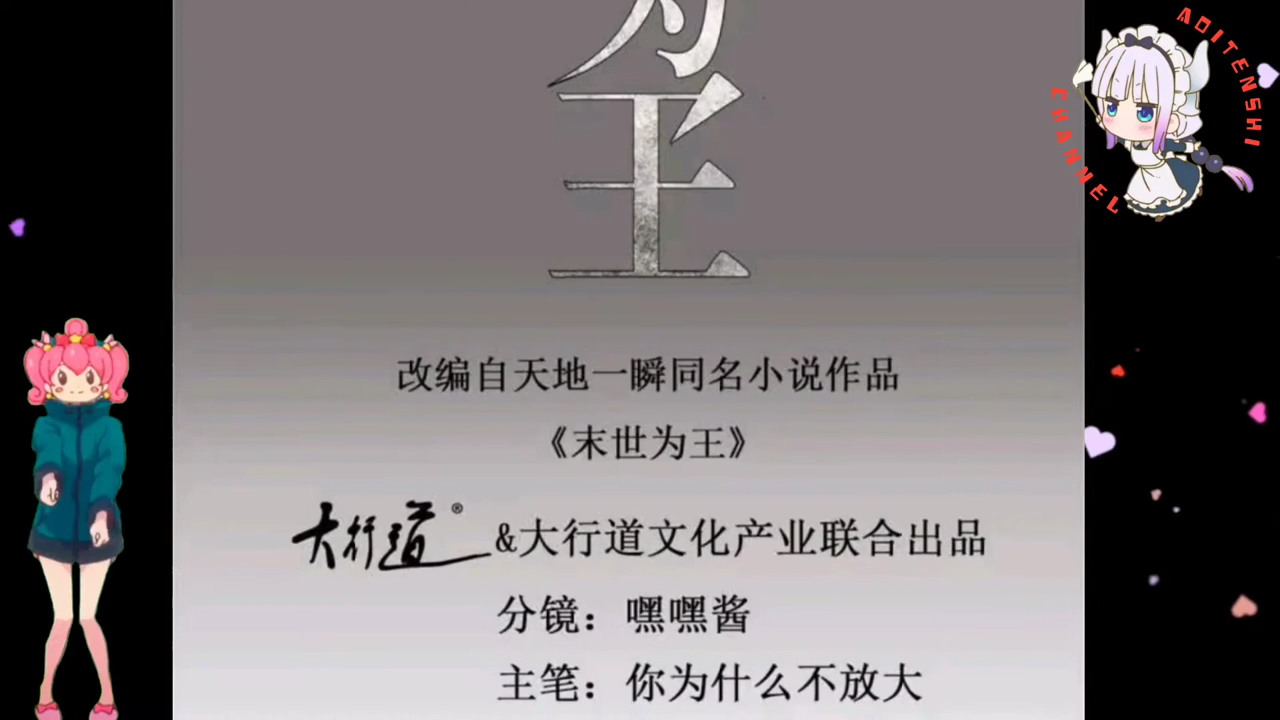 为
王
改编自天地一瞬同名小说作品
《末世为王》
大行道® &大行道文化产业联合出品
分镜：嘿嘿酱
主笔：你为什么不放大
AOITENSHI
CHANNEL